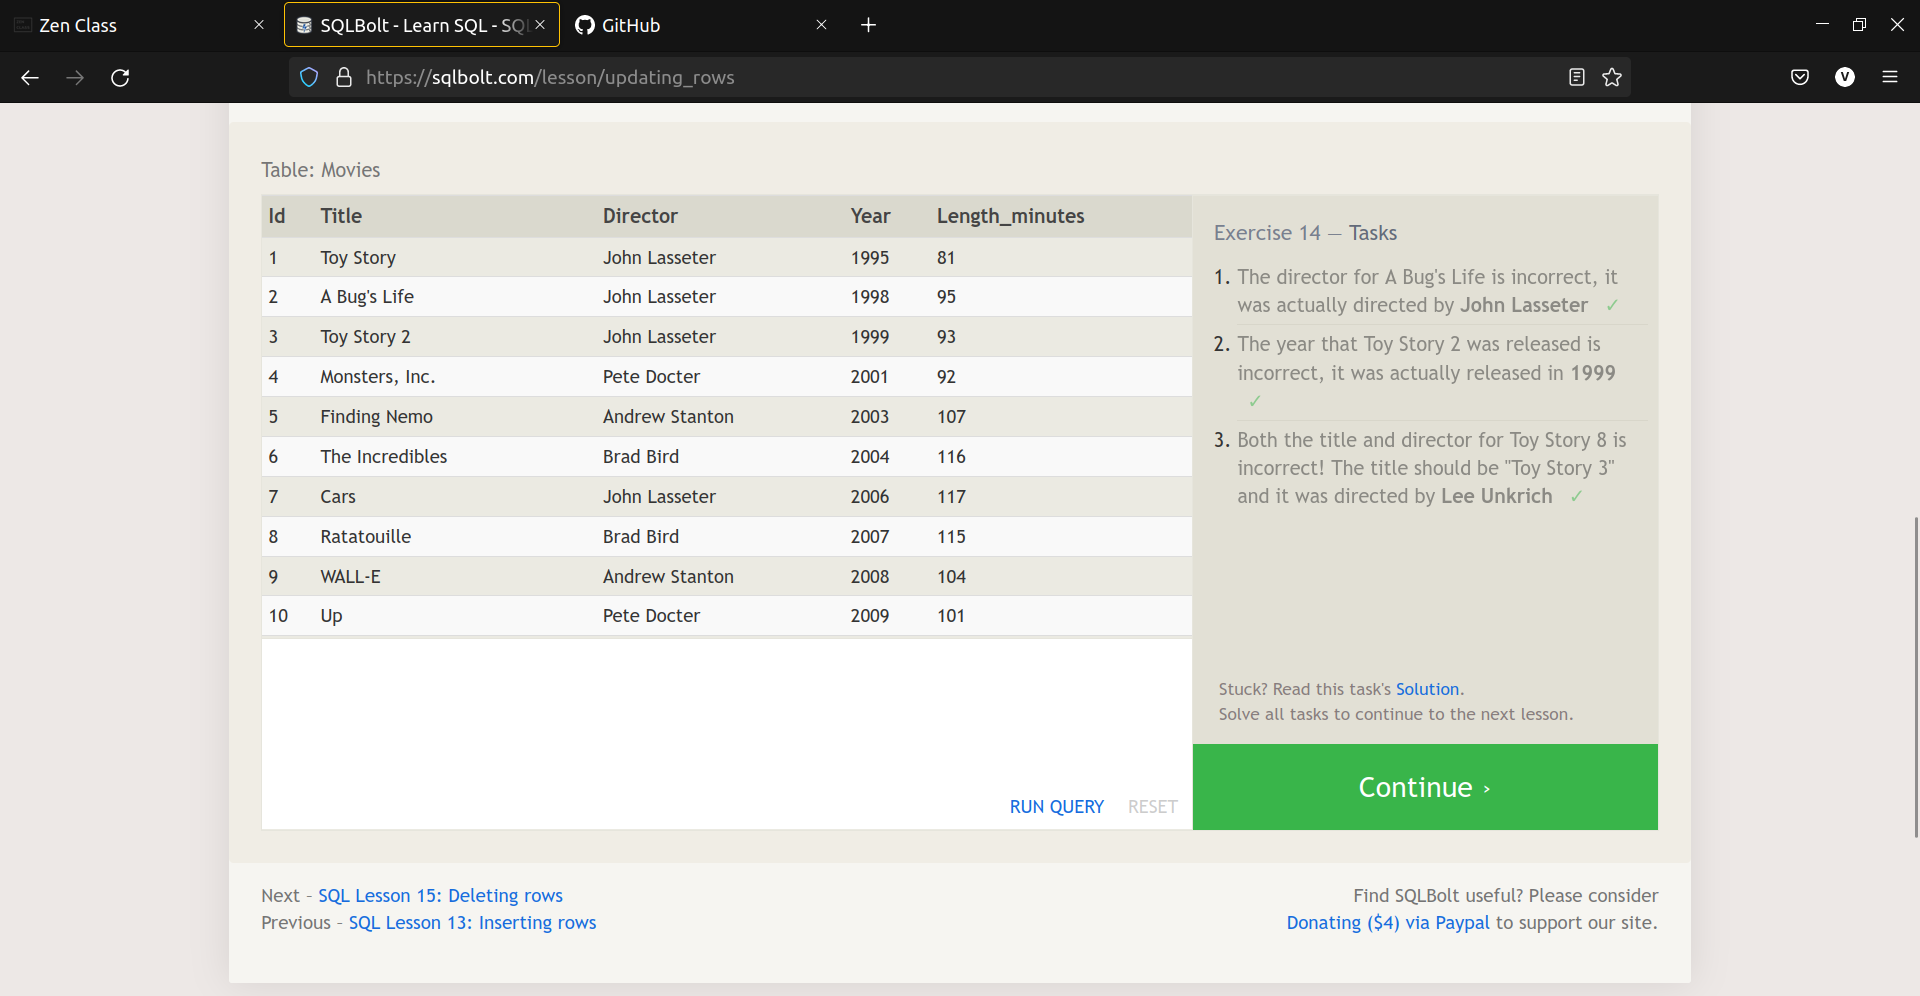 Zen Class
SQLBolt - Learn SQL - SQL
GitHub
V
https://sqlbolt.com/lesson/updating_rows
Table: Movies
Id Title Director Year Length_minutes
1 Toy Story John Lasseter 1995 81
2 A Bug's Life John Lasseter 1998 95
3 Toy Story 2 John Lasseter 1999 93
4 Monsters, Inc. Pete Docter 2001 92
5 Finding Nemo Andrew Stanton 2003 107
6 The Incredibles Brad Bird 2004 116
7 Cars John Lasseter 2006 117
8 Ratatouille Brad Bird 2007 115
9 WALL-E Andrew Stanton 2008 104
10 Up Pete Docter 2009 101
RUN QUERY RESET
Exercise 14 — Tasks
1. The director for A Bug's Life is incorrect, it
was actually directed by John Lasseter ✓
2. The year that Toy Story 2 was released is
incorrect, it was actually released in 1999
✓
3. Both the title and director for Toy Story 8 is
incorrect! The title should be "Toy Story 3"
and it was directed by Lee Unkrich ✓
Stuck? Read this task's Solution.
Solve all tasks to continue to the next lesson.
Continue ›
Next – SQL Lesson 15: Deleting rows
Previous – SQL Lesson 13: Inserting rows
Find SQLBolt useful? Please consider
Donating ($4) via Paypal to support our site.